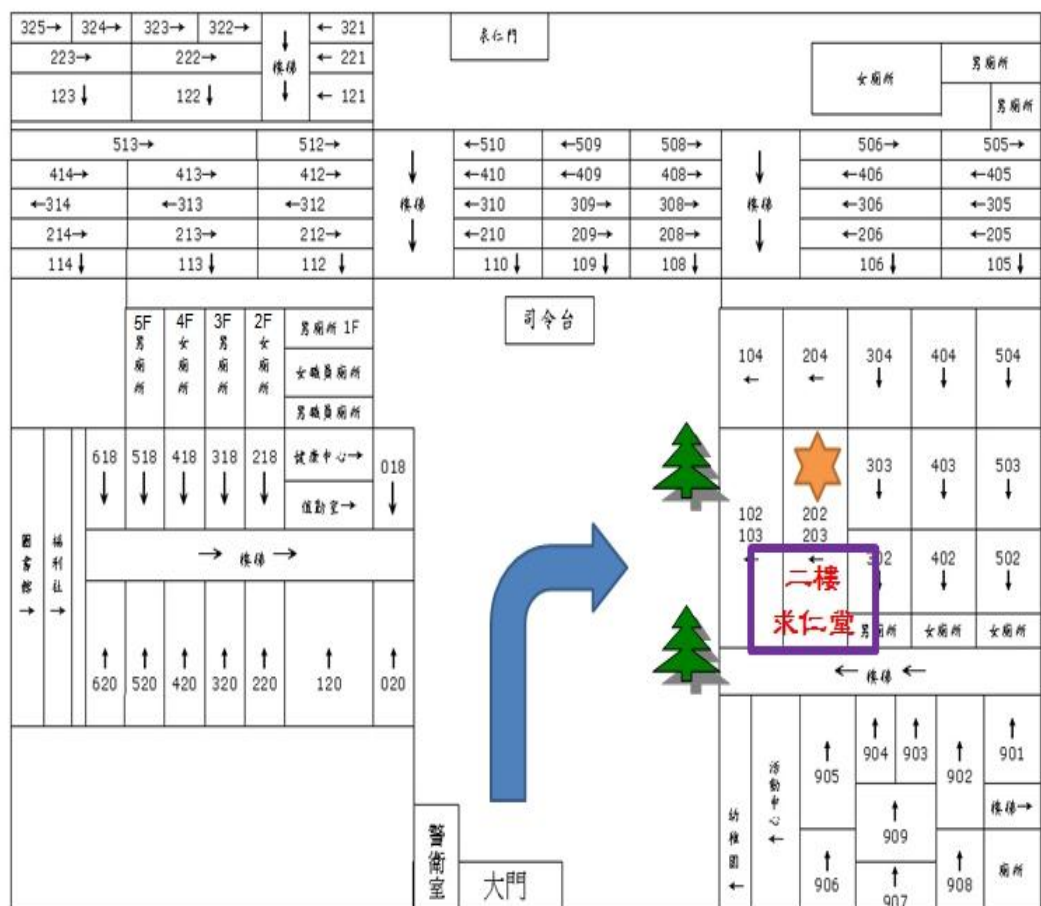 325→ 324→ 323→ 322→ ← 321
223→ 222→ 樓梯 ← 221
123↓ 122↓ ← 121
求仁門
女廁所 男廁所
男廁所
513→ 512→ ←510 ←509 508→ 506→ 505→
414→ 413→ 412→ ←410 ←409 408→ ←406 ←405
←314 ←313 ←312 樓梯 ←310 309→ 308→ 樓梯 ←306 ←305
214→ 213→ 212→ ←210 209→ 208→ ←206 ←205
114↓ 113↓ 112↓ 110↓ 109↓ 108↓ 106↓ 105↓
司令台
5F男廁所 4F女廁所 3F男廁所 2F女廁所
男廁所 1F
女職員廁所
男職員廁所
104 ← 204 ← 304 ↓ 404 ↓ 504 ↓
618 ↓ 518 ↓ 418 ↓ 318 ↓ 218 ↓ 健康中心→ 018 ↓
值勤室→
303 ↓ 403 ↓ 503 ↓
102 202
103 ← 203 ←
302 ↓ 402 ↓ 502 ↓
二樓
求仁堂
男廁所 女廁所 女廁所
圖書館→ 福利社→
→ 樓梯 →
← 樓梯 ←
↑ 620 ↑ 520 ↑ 420 ↑ 320 ↑ 220 ↑ 120 ↑ 020
幼稚園← 活動中心←
↑ 905 ↑ 904 ↑ 903 ↑ 902 ↑ 901
樓梯→
↑ 909
↑ 906 ↑ 907 ↑ 908 廁所
警衛室
大門